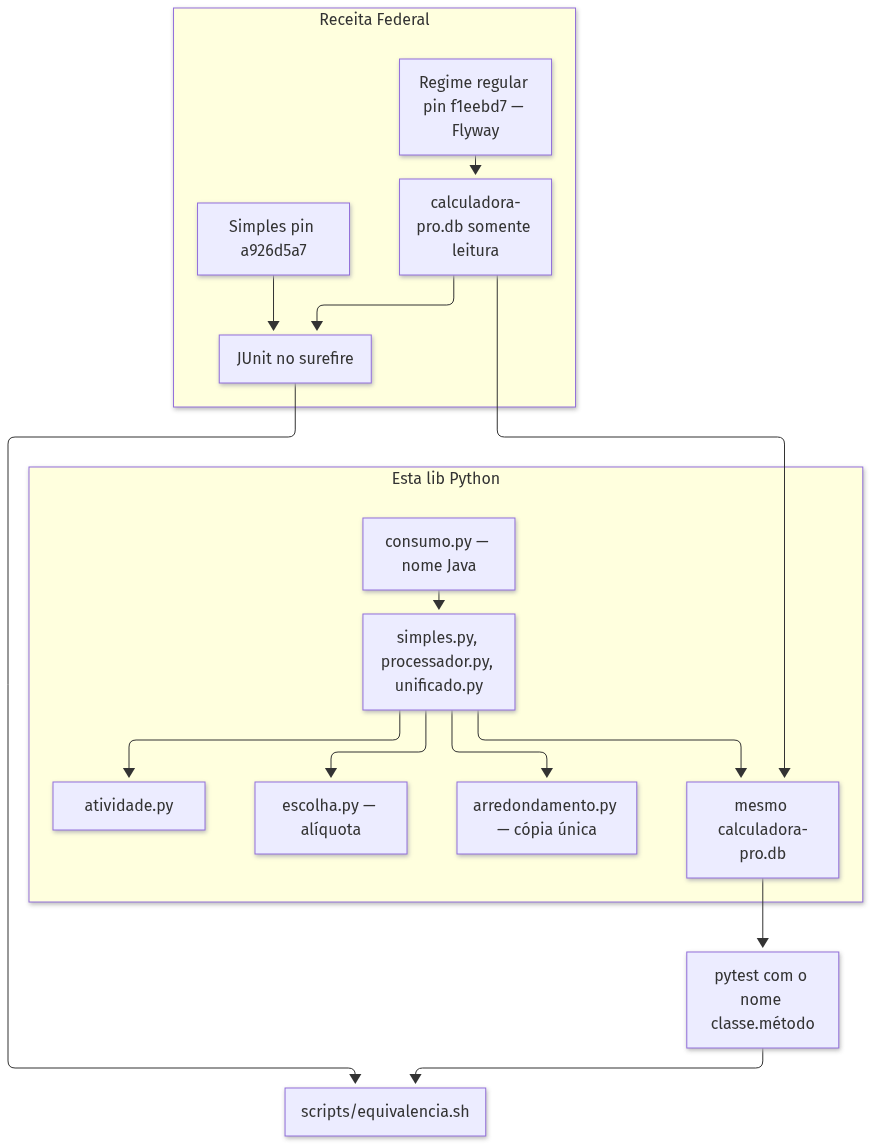 Receita Federal
Regime regular
pin f1eebd7 —
Flyway
calculadora-
pro.db somente
leitura
Simples pin
a926d5a7
JUnit no surefire
Esta lib Python
consumo.py —
nome Java
simples.py,
processador.py,
unificado.py
atividade.py
escolha.py —
alíquota
arredondamento.py
— cópia única
mesmo
calculadora-
pro.db
pytest com o
nome
classe.método
scripts/equivalencia.sh